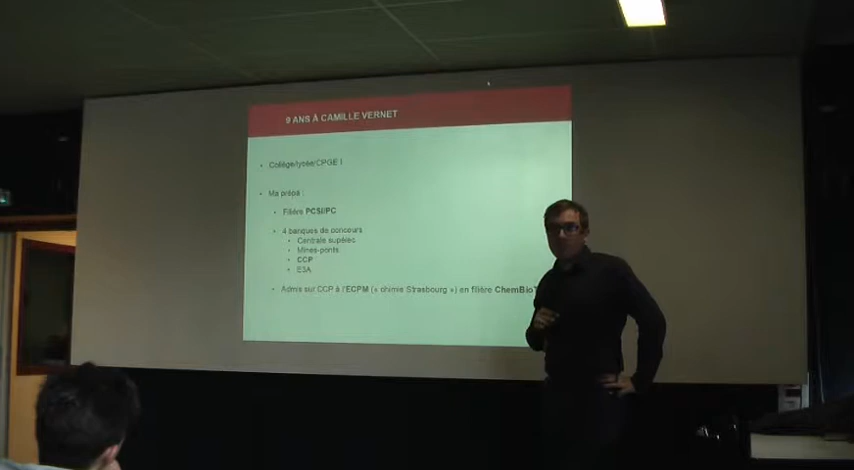 9 ANS À CAMILLE VERNET
• Collège/lycée/CPGE !
• Ma prépa :
• Filière PCSI/PC
• 4 banques de concours
• Centrale supélec
• Mines-ponts
• CCP
• E3A
• Admis sur CCP à l'ECPM (« chimie Strasbourg ») en filière ChemBioT